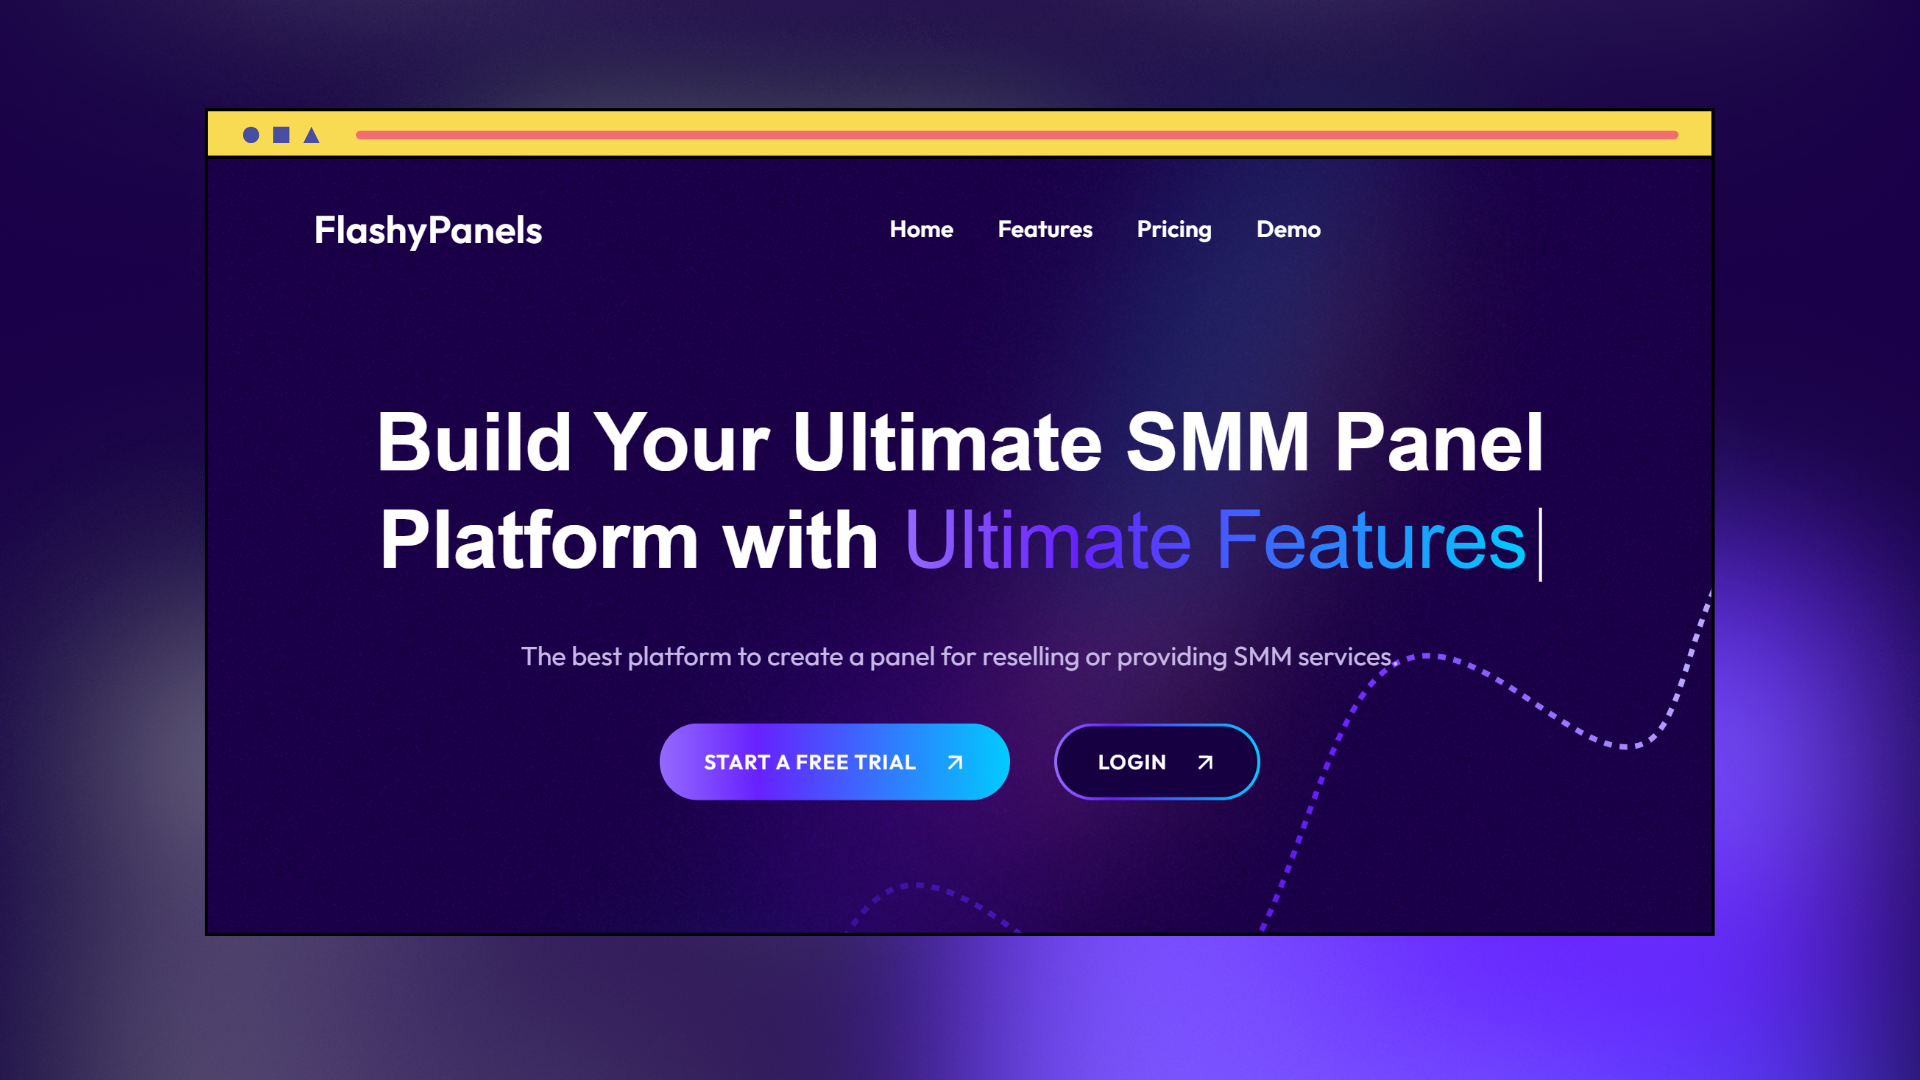 FlashyPanels
Home Features Pricing Demo
Build Your Ultimate SMM Panel
Platform with Ultimate Features
The best platform to create a panel for reselling or providing SMM services.
START A FREE TRIAL
LOGIN